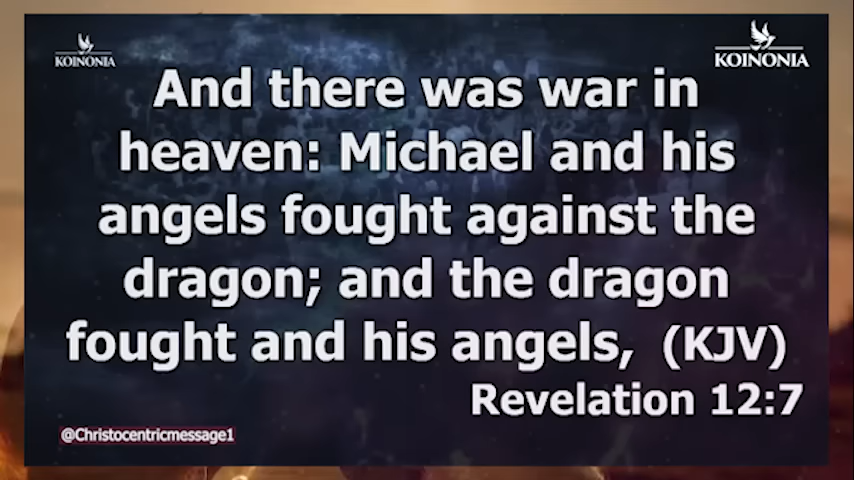 KOINONIA
KOINONIA
And there was war in
heaven: Michael and his
angels fought against the
dragon; and the dragon
fought and his angels, (KJV)
Revelation 12:7
@Christocentricmessage1